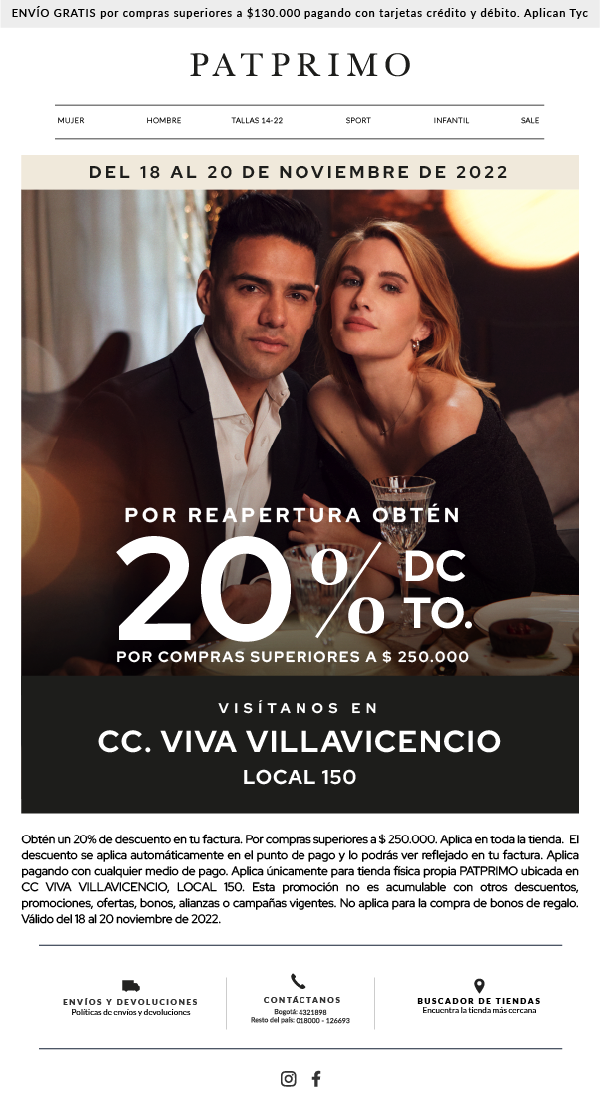 ENVÍO GRATIS por compras superiores a $130.000 pagando con tarjetas crédito y débito. Aplican Tyc
PATPRIMO
MUJER HOMBRE TALLAS 14-22 SPORT INFANTIL SALE
DEL 18 AL 20 DE NOVIEMBRE DE 2022
POR REAPERTURA OBTÉN
20% DC
TO.
POR COMPRAS SUPERIORES A $ 250.000
VISÍTANOS EN
CC. VIVA VILLAVICENCIO
LOCAL 150
Obtén un 20% de descuento en tu factura. Por compras superiores a $ 250.000. Aplica en toda la tienda. El
descuento se aplica automáticamente en el punto de pago y lo podrás ver reflejado en tu factura. Aplica
pagando con cualquier medio de pago. Aplica únicamente para tienda física propia PATPRIMO ubicada en
CC VIVA VILLAVICENCIO, LOCAL 150. Esta promoción no es acumulable con otros descuentos,
promociones, ofertas, bonos, alianzas o campañas vigentes. No aplica para la compra de bonos de regalo.
Válido del 18 al 20 noviembre de 2022.
ENVÍOS Y DEVOLUCIONES
Políticas de envíos y devoluciones
CONTÁCTANOS
Bogotá: 4321898
Resto del país: 018000 - 126693
BUSCADOR DE TIENDAS
Encuentra la tienda más cercana